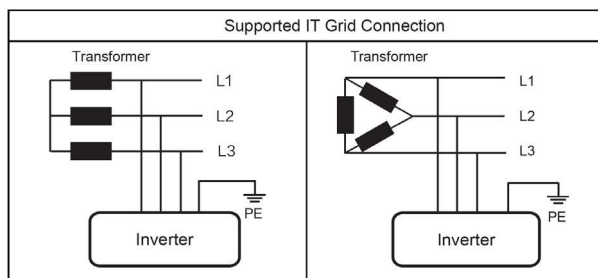 Supported IT Grid Connection
Transformer
L1
L2
L3
PE
Inverter
Transformer
L1
L2
L3
PE
Inverter